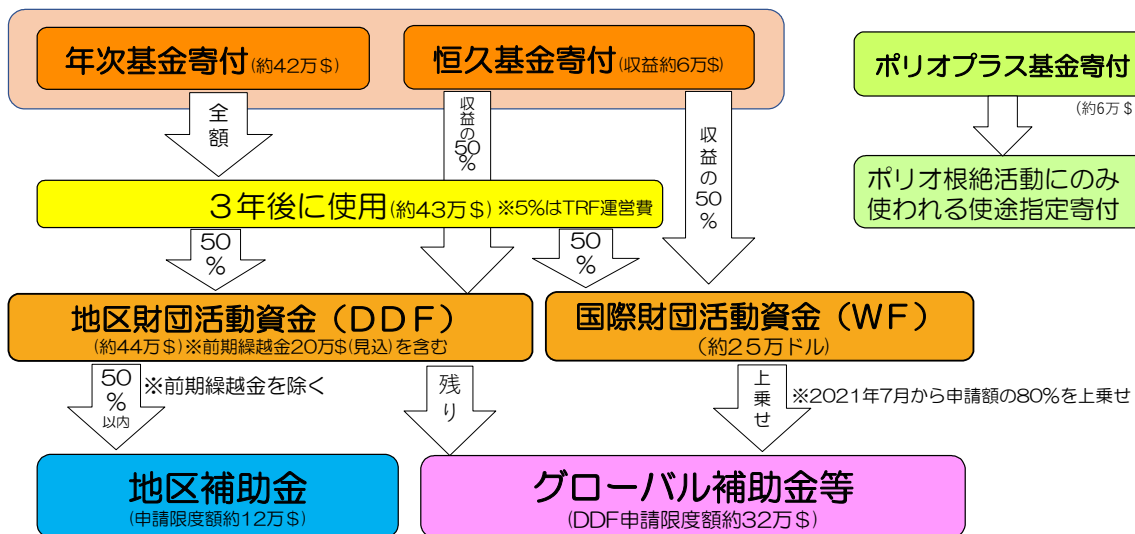 年次基金寄付(約42万$)
恒久基金寄付(収益約6万$)
ポリオプラス基金寄付
(約6万$
全額
収益の50%
収益の50%
ポリオ根絶活動にのみ
使われる使途指定寄付
3年後に使用(約43万$) ※5%はTRF運営費
50%
50%
地区財団活動資金(DDF)
(約44万$)※前期繰越金20万$(見込)を含む
国際財団活動資金(WF)
(約25万ドル)
50%以内
※前期繰越金を除く
残り
上乗せ
※2021年7月から申請額の80%を上乗せ
地区補助金
(申請限度額約12万$)
グローバル補助金等
(DDF申請限度額約32万$)